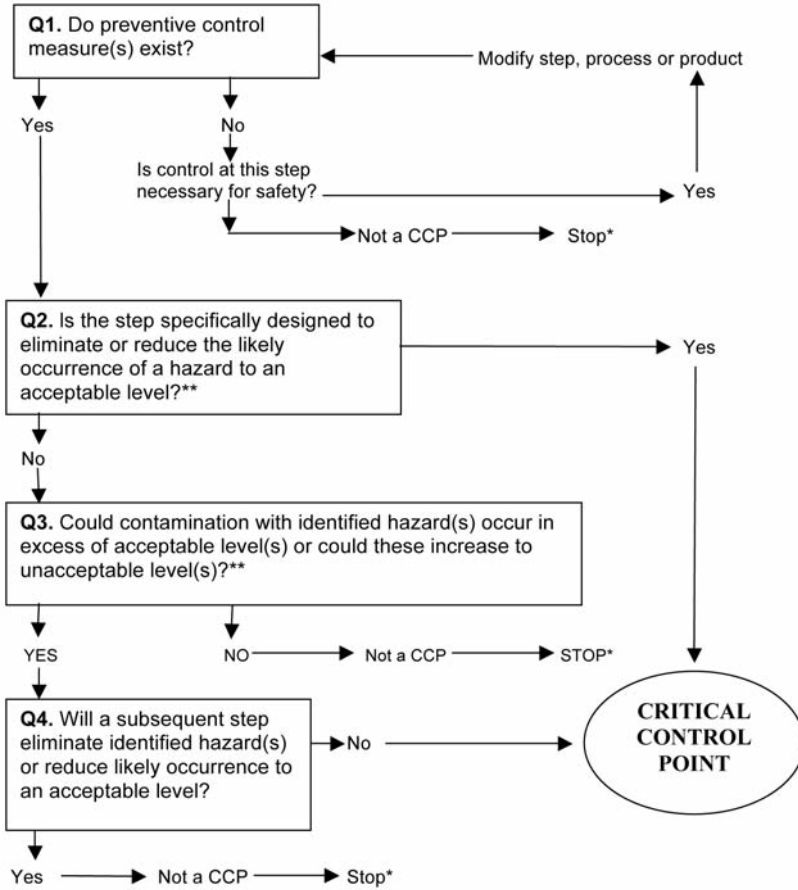 Q1. Do preventive control
measure(s) exist?
Modify step, process or product
Yes
No
Is control at this step
necessary for safety?
Yes
Not a CCP
Stop*
Q2. Is the step specifically designed to
eliminate or reduce the likely
occurrence of a hazard to an
acceptable level?**
Yes
No
Q3. Could contamination with identified hazard(s) occur in
excess of acceptable level(s) or could these increase to
unacceptable level(s)?**
YES
NO
Not a CCP
STOP*
Q4. Will a subsequent step
eliminate identified hazard(s)
or reduce likely occurrence to
an acceptable level?
No
CRITICAL
CONTROL
POINT
Yes
Not a CCP
Stop*